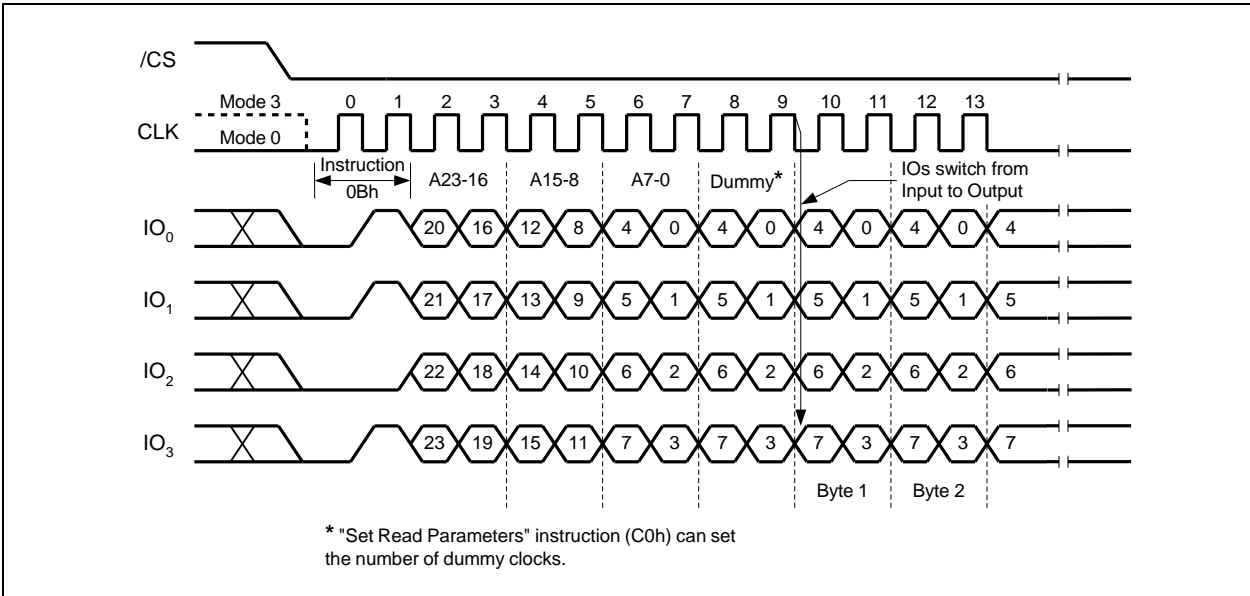 /CS
Mode 3 0 1 2 3 4 5 6 7 8 9 10 11 12 13
CLK Mode 0
Instruction
0Bh
A23-16 A15-8 A7-0 Dummy*
IOs switch from
Input to Output
IO0 20 16 12 8 4 0 4 0 4 0 4 0 4
IO1 21 17 13 9 5 1 5 1 5 1 5 1 5
IO2 22 18 14 10 6 2 6 2 6 2 6 2 6
IO3 23 19 15 11 7 3 7 3 7 3 7 3 7
Byte 1 Byte 2
* "Set Read Parameters" instruction (C0h) can set
the number of dummy clocks.